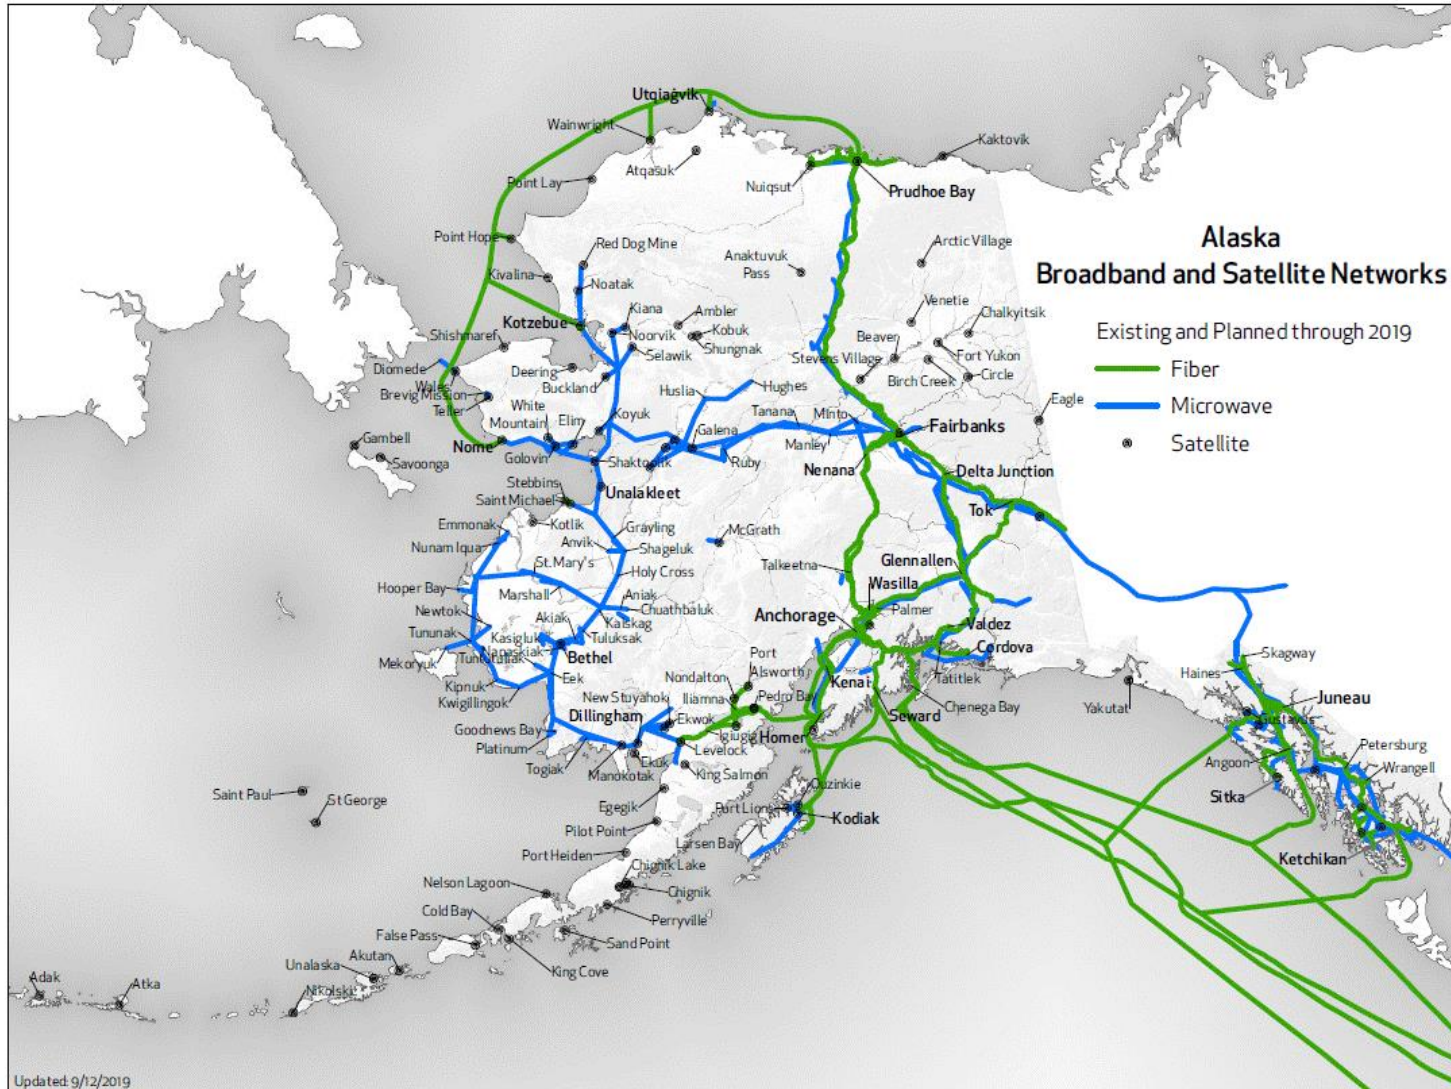 Alaska
Broadband and Satellite Networks
Existing and Planned through 2019
Fiber
Microwave
Satellite
Utqiaġvik
Wainwright
Atqasuk
Kaktovik
Nuiqsut
Prudhoe Bay
Point Lay
Point Hope
Red Dog Mine
Anaktuvuk
Pass
Arctic Village
Kivalina
Noatak
Kiana
Ambler
Venetie
Chalkyitsik
Kotzebue
Noorvik
Kobuk
Beaver
Shishmaref
Selawik
Shungnak
Stevens Village
Fort Yukon
Diomede
Deering
Birch Creek
Circle
Wales
Buckland
Hughes
Brevig Mission
Huslia
Teller
White
Mountain
Elim
Koyuk
Tanana
Minto
Eagle
Fairbanks
Galena
Manley
Gambell
Nome
Golovin
Shaktoolik
Ruby
Nenana
Savoonga
Delta Junction
Stebbins
Unalakleet
Saint Michael
Tok
Emmonak
Kotlik
Grayling
McGrath
Nunam Iqua
Anvik
Shageluk
St. Mary's
Talkeetna
Glennallen
Holy Cross
Wasilla
Hooper Bay
Marshall
Aniak
Palmer
Newtok
Akiak
Chuathbaluk
Anchorage
Kalskag
Valdez
Tununak
Kasigluk
Tuluksak
Cordova
Napaskiak
Bethel
Mekoryuk
Tuntutuliak
Port
Alsworth
Tatitlek
Skagway
Eek
Nondalton
Kenai
Haines
Kipnuk
New Stuyahok
Iliamna
Pedro Bay
Yakutat
Kwigillingok
Chenega Bay
Juneau
Dillingham
Ekwok
Seward
Gustavus
Goodnews Bay
Igiugig
Homer
Platinum
Levelock
Petersburg
Togiak
Ekuk
Angoon
Manokotak
King Salmon
Wrangell
Saint Paul
St George
Egegik
Ouzinkie
Sitka
Port Lions
Kodiak
Pilot Point
Larsen Bay
Port Heiden
Ketchikan
Chignik Lake
Nelson Lagoon
Chignik
Cold Bay
Perryville
False Pass
Sand Point
Akutan
King Cove
Unalaska
Adak
Atka
Nikolski
Updated: 9/12/2019